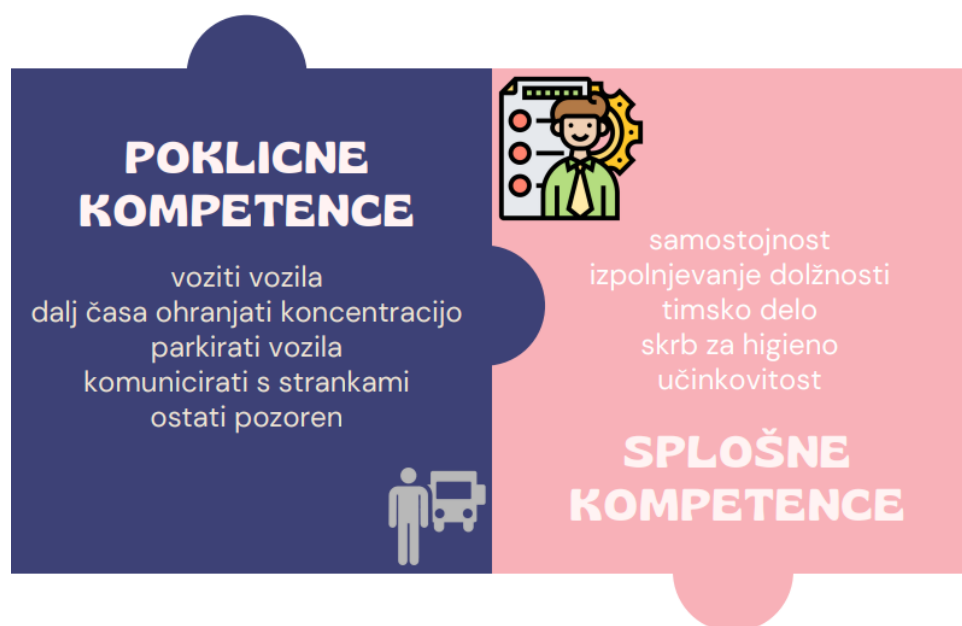 POKLICNE
KOMPETENCE
voziti vozila
dalj časa ohranjati koncentracijo
parkirati vozila
komunicirati s strankami
ostati pozoren
samostojnost
izpolnjevanje dolžnosti
timsko delo
skrb za higieno
učinkovitost
SPLOŠNE
KOMPETENCE